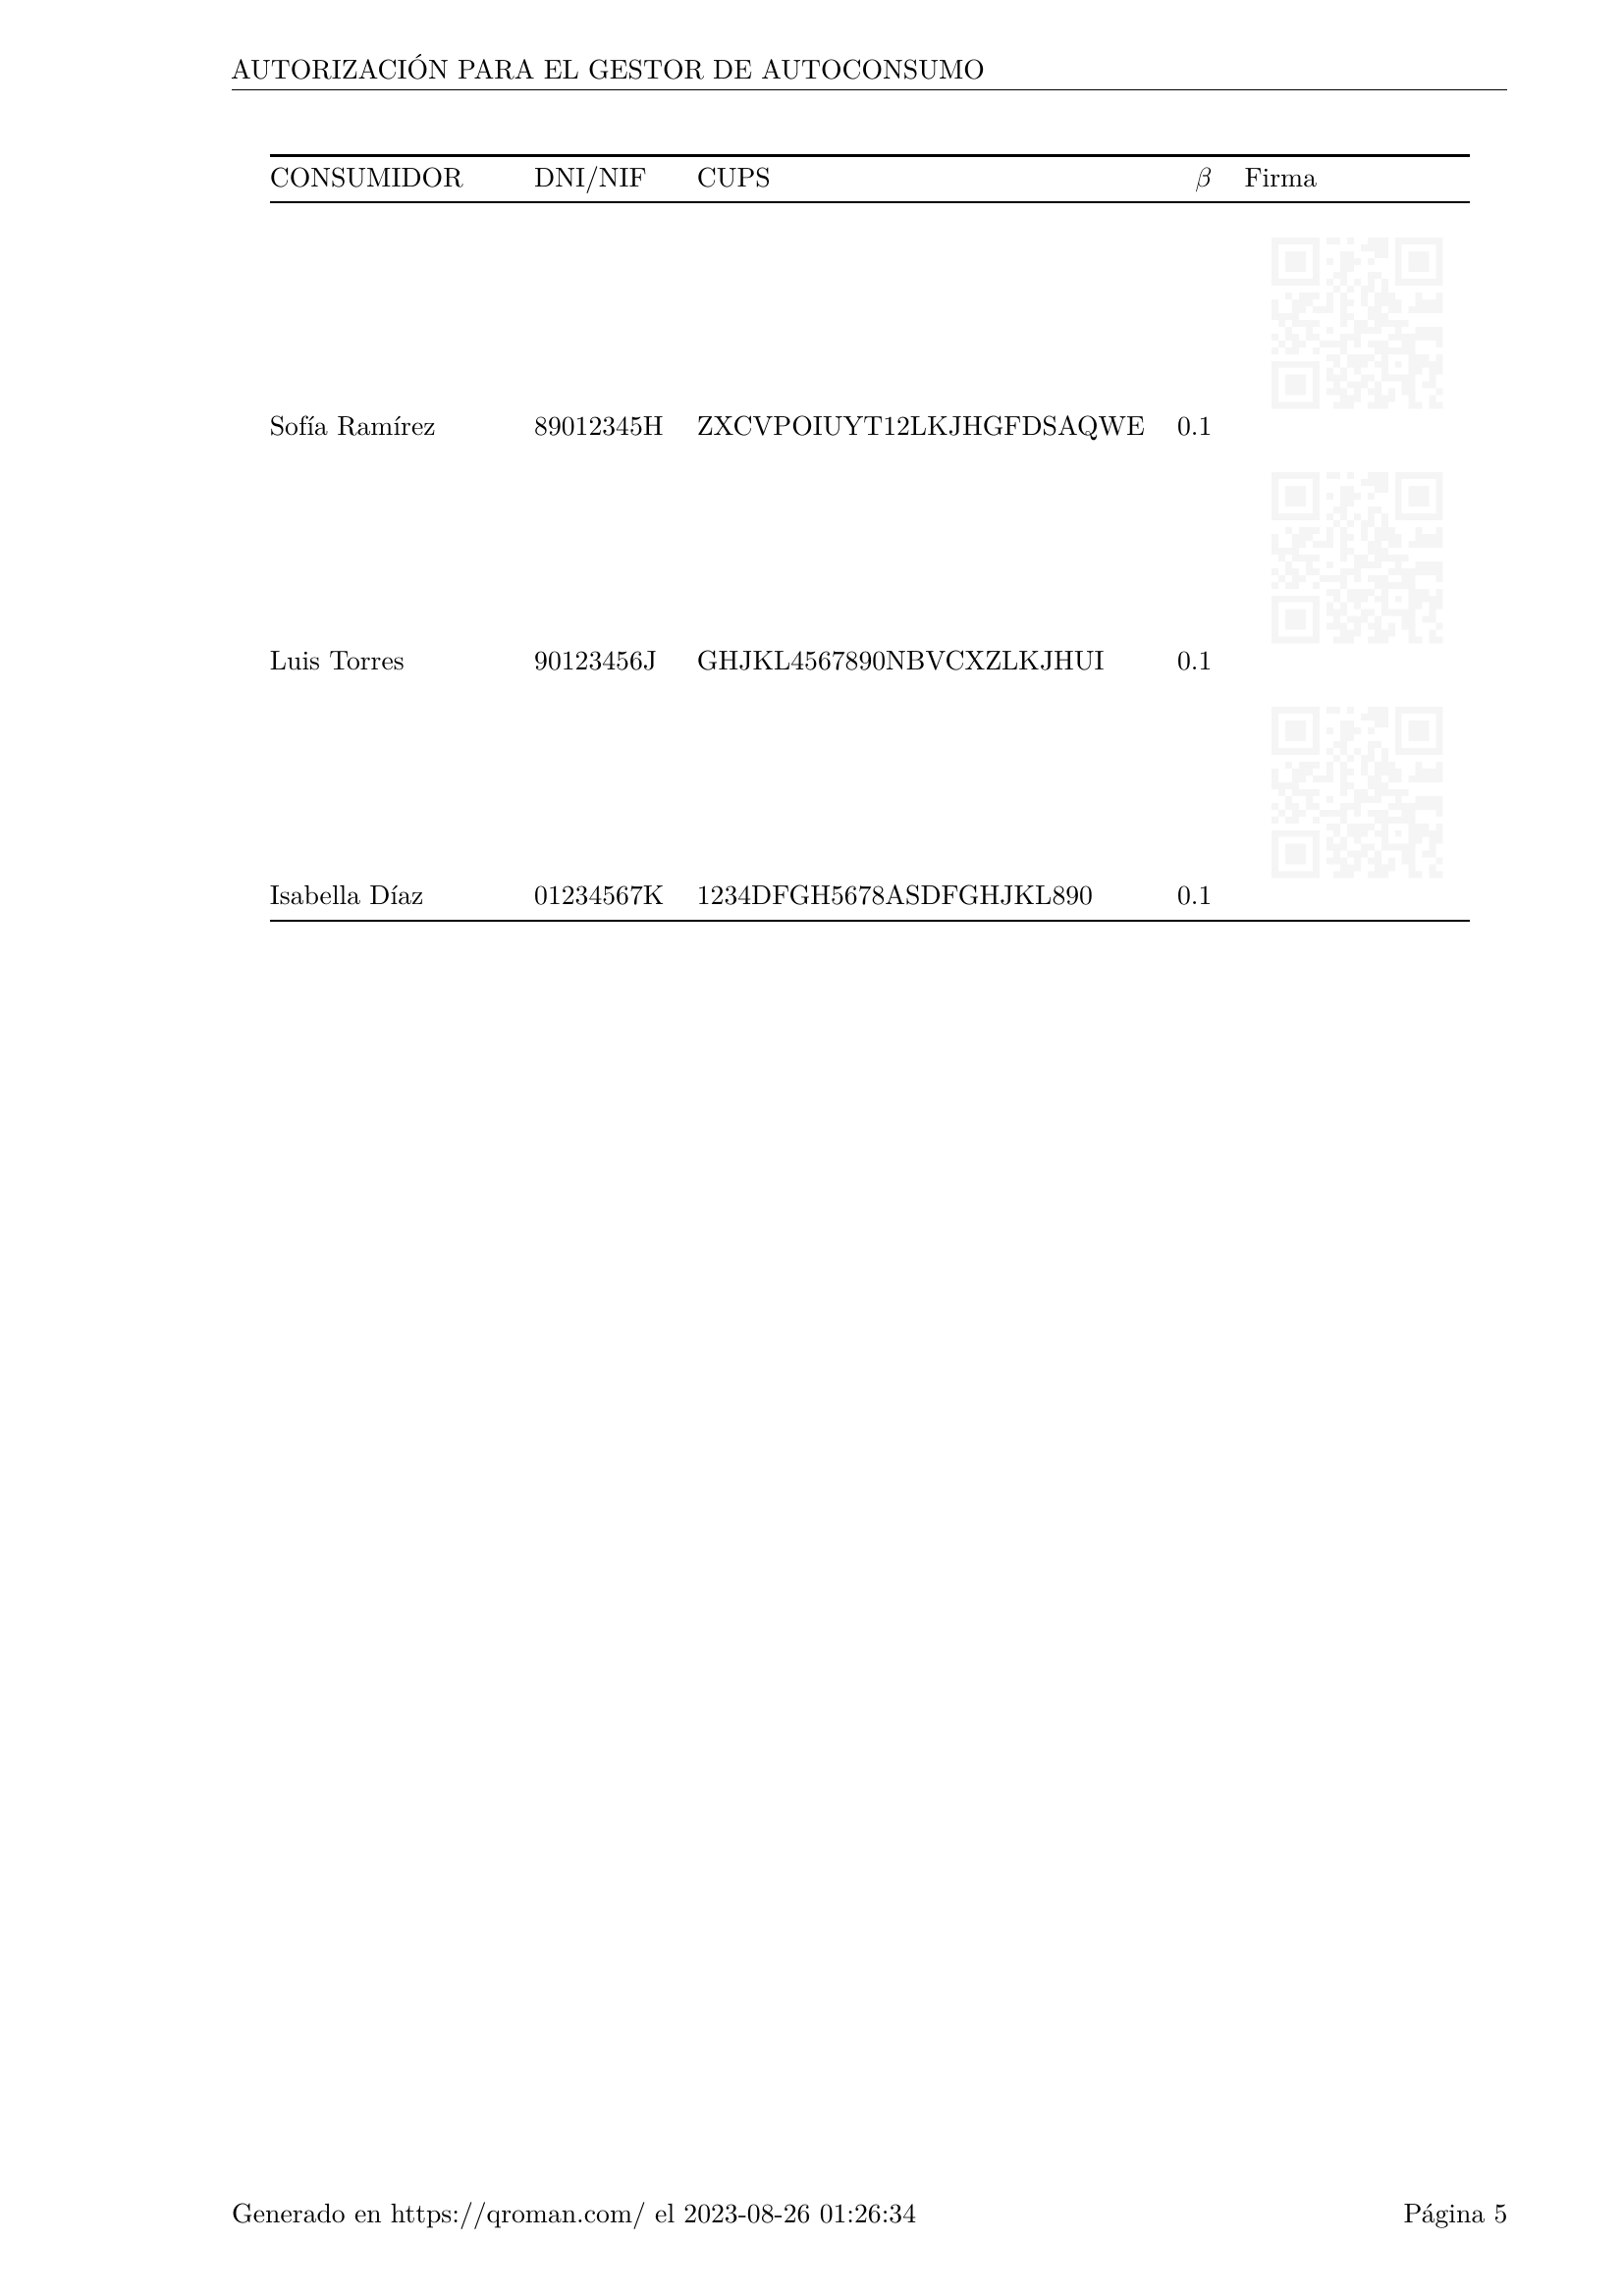 AUTORIZACIÓN PARA EL GESTOR DE AUTOCONSUMO
CONSUMIDOR DNI/NIF CUPS β Firma
Sofía Ramírez 89012345H ZXCVPOIUYT12LKJHGFDSAQWE 0.1
Luis Torres 90123456J GHJKL4567890NBVCXZLKJHUI 0.1
Isabella Díaz 01234567K 1234DFGH5678ASDFGHJKL890 0.1
Generado en https://qroman.com/ el 2023-08-26 01:26:34 Página 5